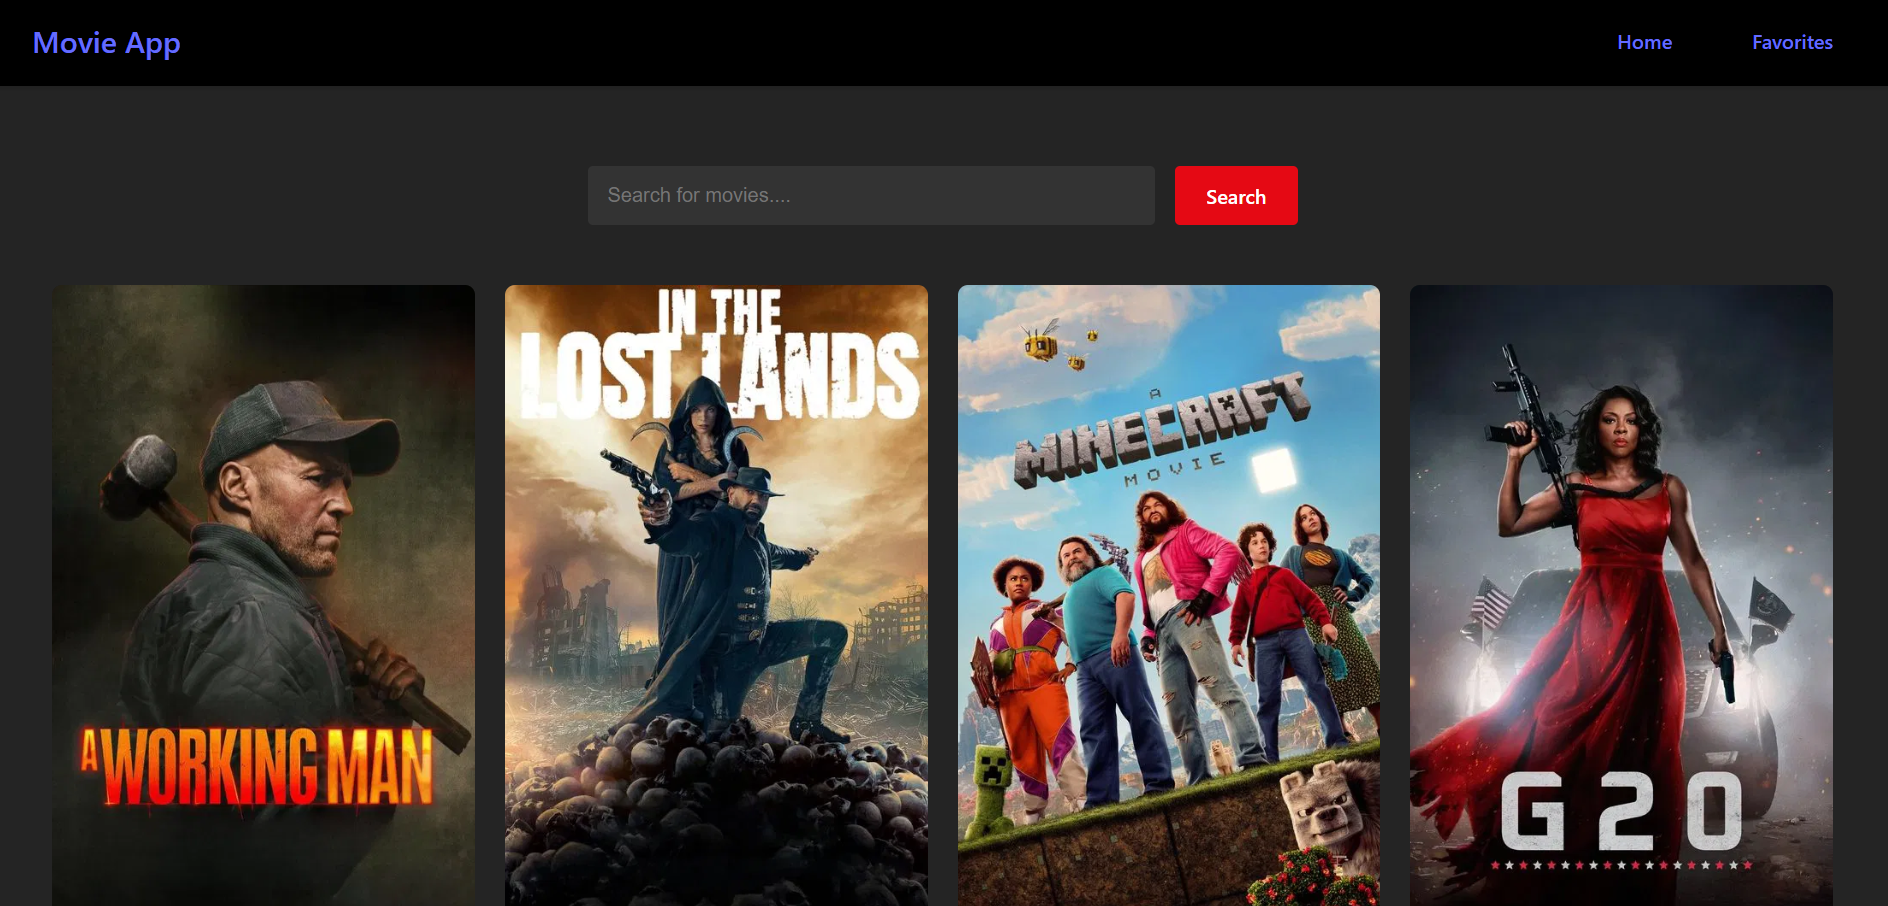 Movie App
Home
Favorites
Search for movies....
Search
A WORKING MAN
IN THE
LOST LANDS
A
MINECRAFT
MOVIE
G20